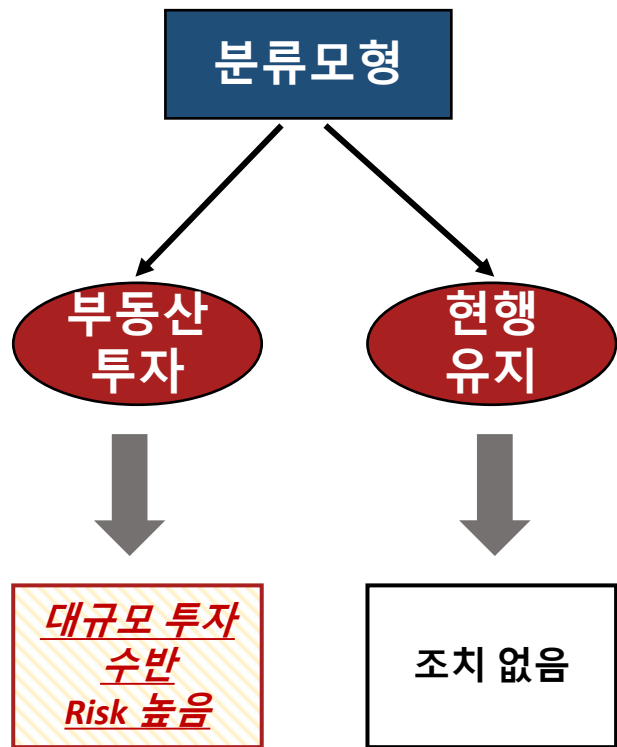 분류모형
부동산
투자
현행
유지
대규모 투자
수반
Risk 높음
조치 없음